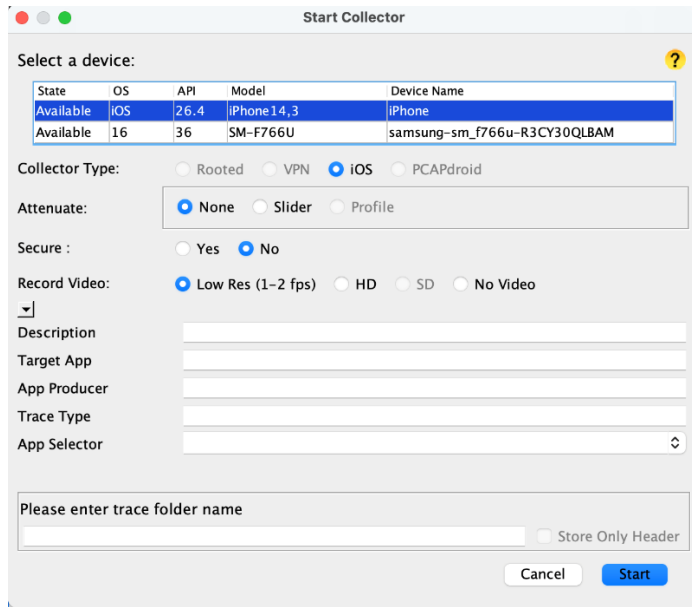 Start Collector
Select a device:
?
State OS API Model Device Name
Available iOS 26.4 iPhone14,3 iPhone
Available 16 36 SM-F766U samsung-sm_f766u-R3CY30QLBAM
Collector Type: Rooted VPN iOS PCAPdroid
Attenuate: None Slider Profile
Secure : Yes No
Record Video: Low Res (1-2 fps) HD SD No Video
Description
Target App
App Producer
Trace Type
App Selector
Please enter trace folder name
Store Only Header
Cancel Start